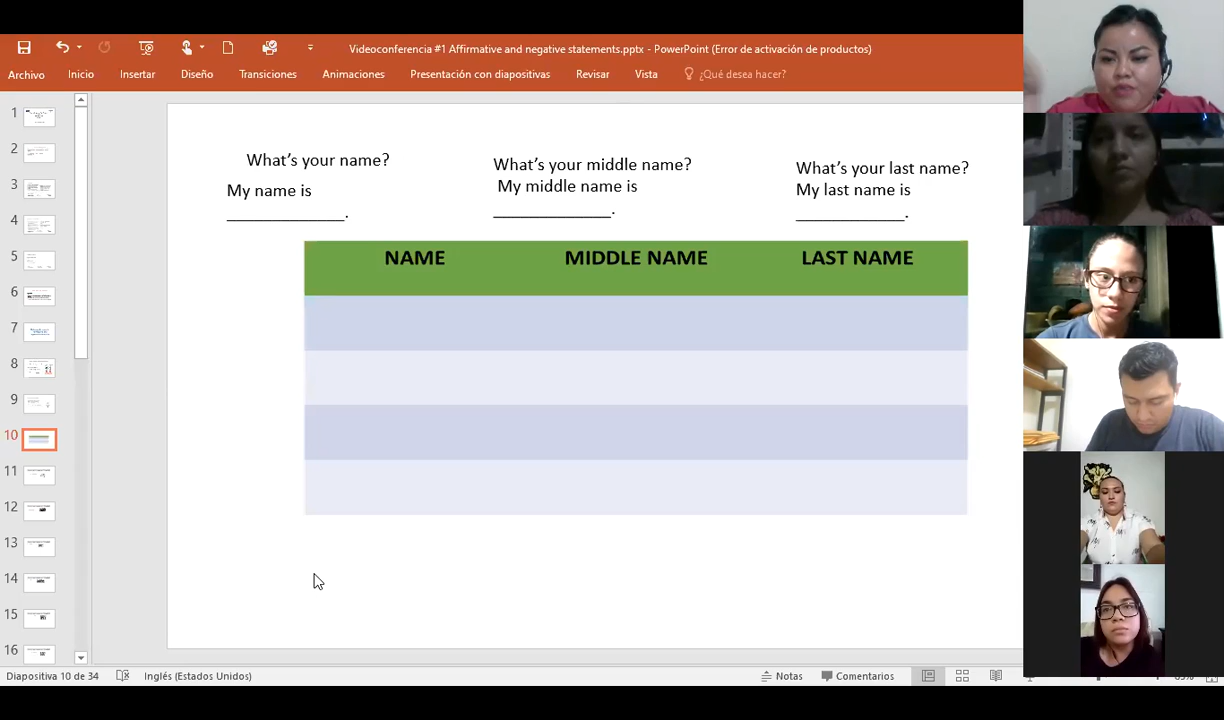 Videoconferencia #1 Affirmative and negative statements.pptx - PowerPoint (Error de activación de productos)
Archivo Inicio Insertar Diseño Transiciones Animaciones Presentación con diapositivas Revisar Vista ¿Qué desea hacer?
1
2
3
4
5
6
7
8
9
10
11
12
13
14
15
16
What's your name?
My name is
_____________.
What's your middle name?
My middle name is
_____________.
What's your last name?
My last name is
____________.
NAME MIDDLE NAME LAST NAME
Diapositiva 10 de 34 Inglés (Estados Unidos) Notas Comentarios